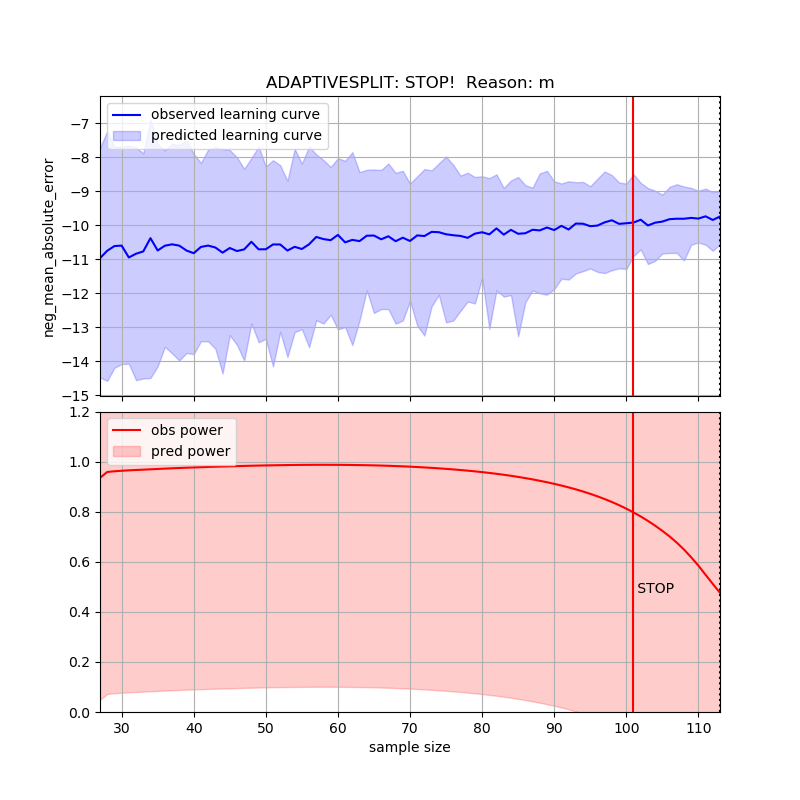 ADAPTIVESPLIT: STOP!  Reason: m
observed learning curve
predicted learning curve
neg_mean_absolute_error
−7
−8
−9
−10
−11
−12
−13
−14
−15
obs power
pred power
1.2
1.0
0.8
0.6
0.4
0.2
0.0
STOP
30 40 50 60 70 80 90 100 110
sample size